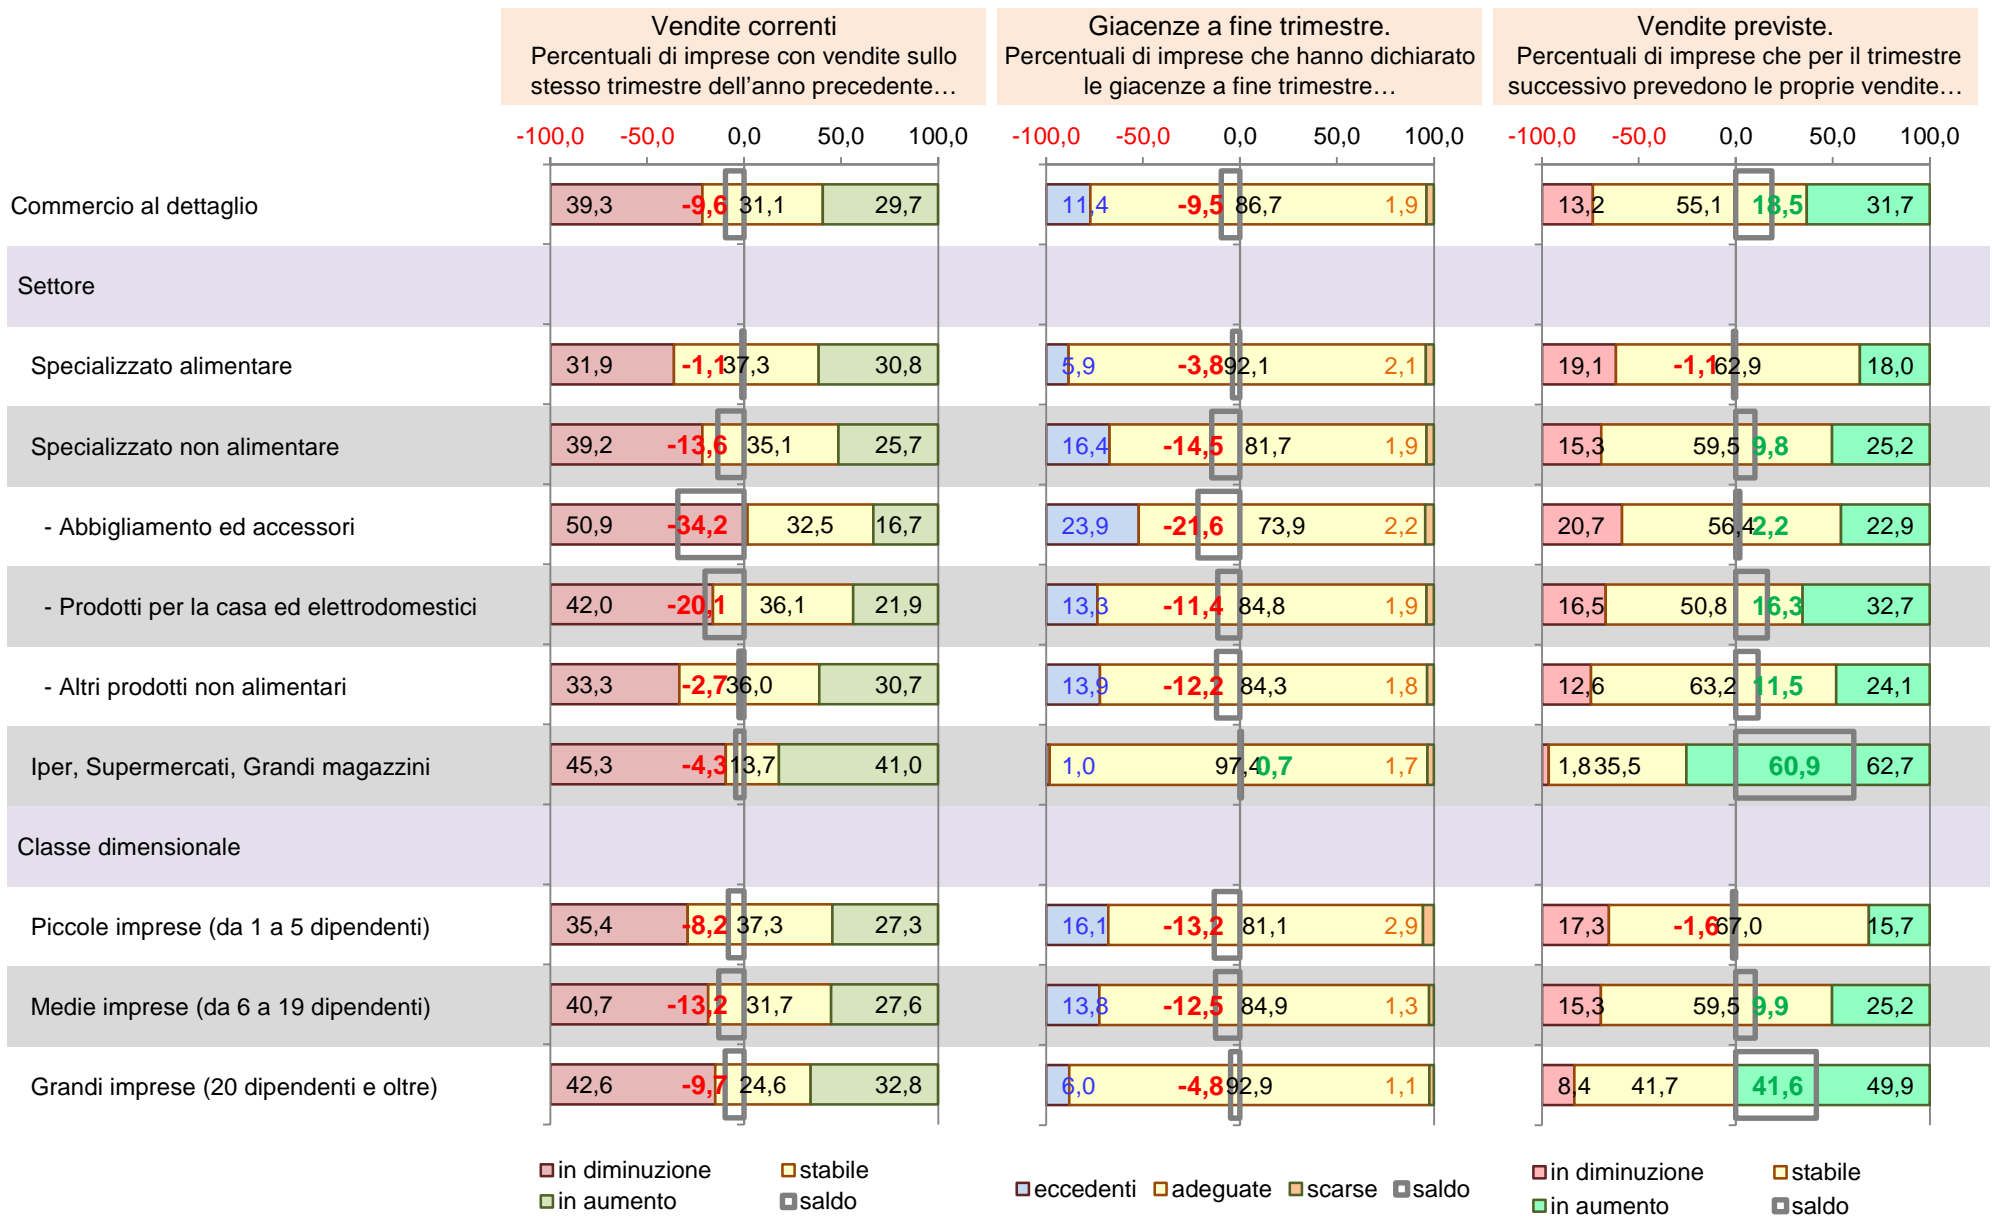 Vendite correnti
Percentuali di imprese con vendite sullo
stesso trimestre dell'anno precedente…
Giacenze a fine trimestre.
Percentuali di imprese che hanno dichiarato
le giacenze a fine trimestre…
Vendite previste.
Percentuali di imprese che per il trimestre
successivo prevedono le proprie vendite…
-100,0 -50,0 0,0 50,0 100,0 -100,0 -50,0 0,0 50,0 100,0 -100,0 -50,0 0,0 50,0 100,0
Commercio al dettaglio 39,3 -9,6 31,1 29,7 11,4 -9,5 86,7 1,9 13,2 55,1 18,5 31,7
Settore
Specializzato alimentare 31,9 -1,1 37,3 30,8 5,9 -3,8 92,1 2,1 19,1 -1,1 62,9 18,0
Specializzato non alimentare 39,2 -13,6 35,1 25,7 16,4 -14,5 81,7 1,9 15,3 59,5 9,8 25,2
- Abbigliamento ed accessori 50,9 -34,2 32,5 16,7 23,9 -21,6 73,9 2,2 20,7 56,4 2,2 22,9
- Prodotti per la casa ed elettrodomestici 42,0 -20,1 36,1 21,9 13,3 -11,4 84,8 1,9 16,5 50,8 16,3 32,7
- Altri prodotti non alimentari 33,3 -2,7 36,0 30,7 13,9 -12,2 84,3 1,8 12,6 63,2 11,5 24,1
Iper, Supermercati, Grandi magazzini 45,3 -4,3 13,7 41,0 1,0 97,4 0,7 1,7 1,8 35,5 60,9 62,7
Classe dimensionale
Piccole imprese (da 1 a 5 dipendenti) 35,4 -8,2 37,3 27,3 16,1 -13,2 81,1 2,9 17,3 -1,6 67,0 15,7
Medie imprese (da 6 a 19 dipendenti) 40,7 -13,2 31,7 27,6 13,8 -12,5 84,9 1,3 15,3 59,5 9,9 25,2
Grandi imprese (20 dipendenti e oltre) 42,6 -9,7 24,6 32,8 6,0 -4,8 92,9 1,1 8,4 41,7 41,6 49,9
in diminuzione stabile
in aumento saldo
eccedenti adeguate scarse saldo
in diminuzione stabile
in aumento saldo